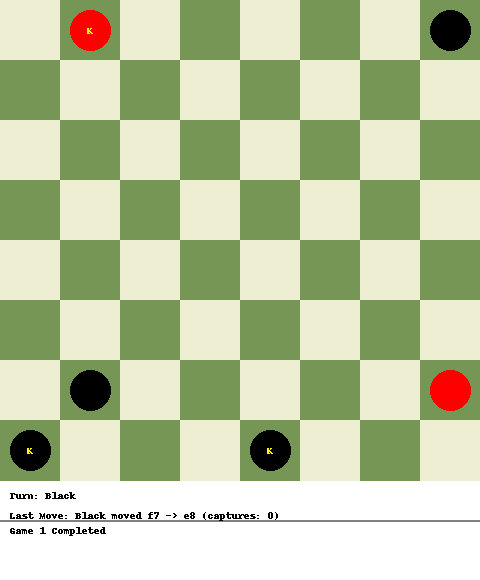 K
K
K
Turn: Black
Last Move: Black moved f7 -> e8 (captures: 0)
Game 1 Completed